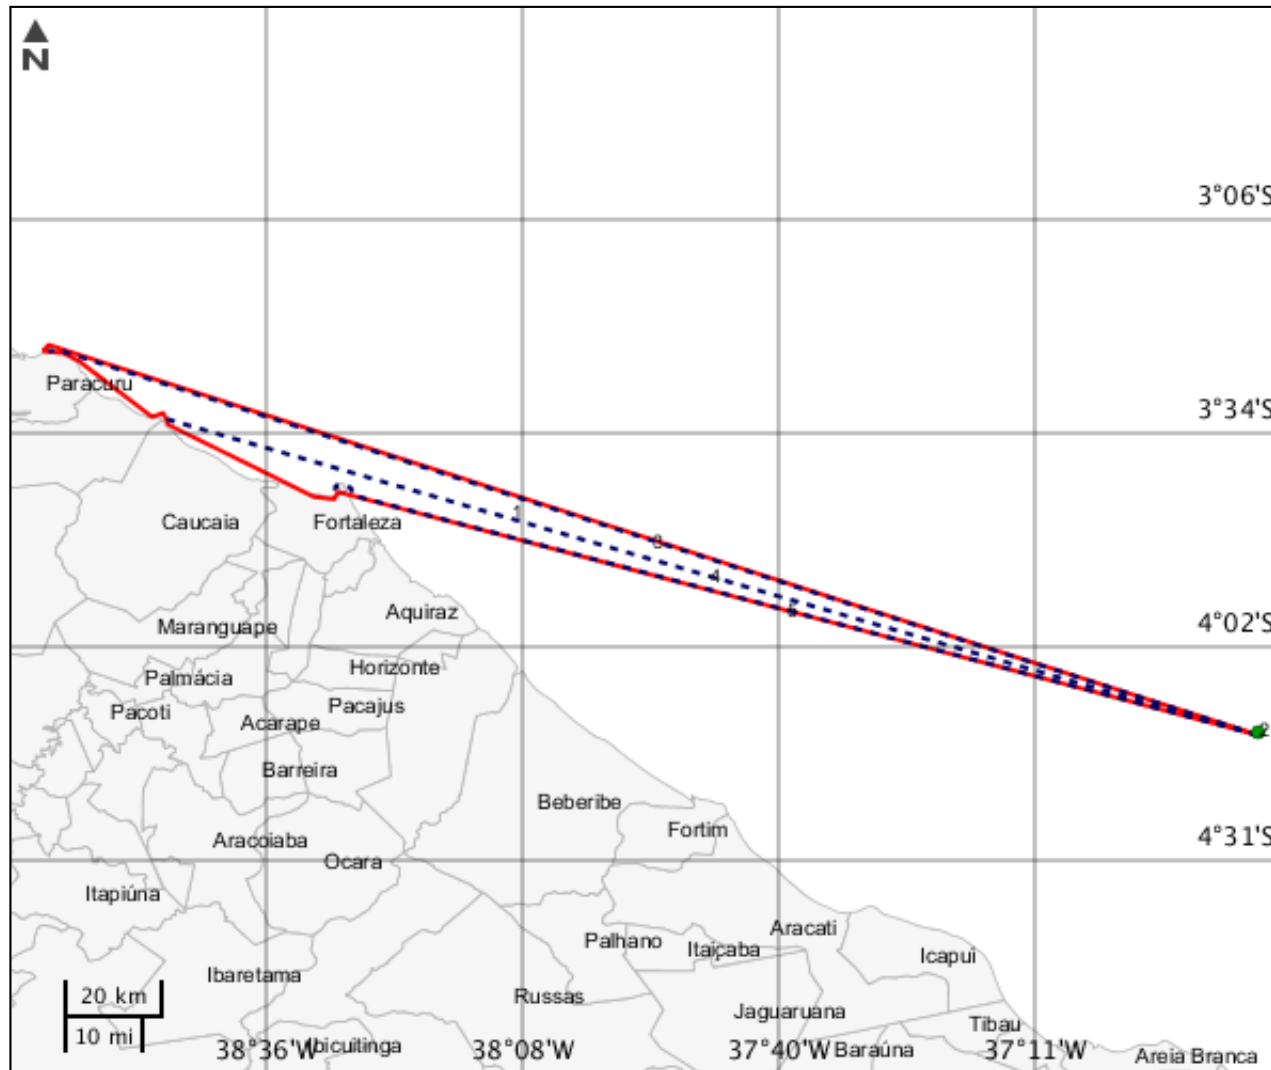 N
3°06'S
Paracuru
3°34'S
1
Caucaia
Fortaleza
3
4
Aquiraz
5
4°02'S
Maranguape
Horizonte
Palmácia
Pacajus
Pacoti
Acarape
2
Barreira
Beberibe
Fortim
Aracoiaba
4°31'S
Ocara
Itapiúna
Aracati
Palhano
Itaiçaba
Icapuí
Ibaretama
20 km
Russas
Jaguaruana
10 mi
Tibau
38°36'W
Ibicuitinga
38°08'W
37°40'W
Baraúna
37°11'W
Areia Branca